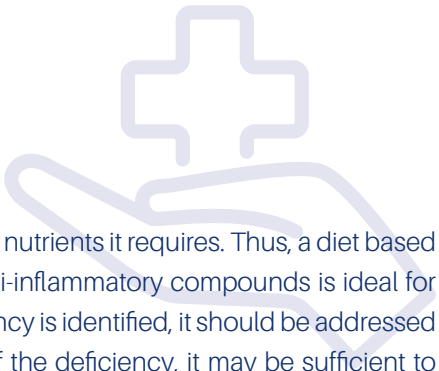 nutrients it requires. Thus, a diet based
i-inflammatory compounds is ideal for
ncy is identified, it should be addressed
f the deficiency, it may be sufficient to